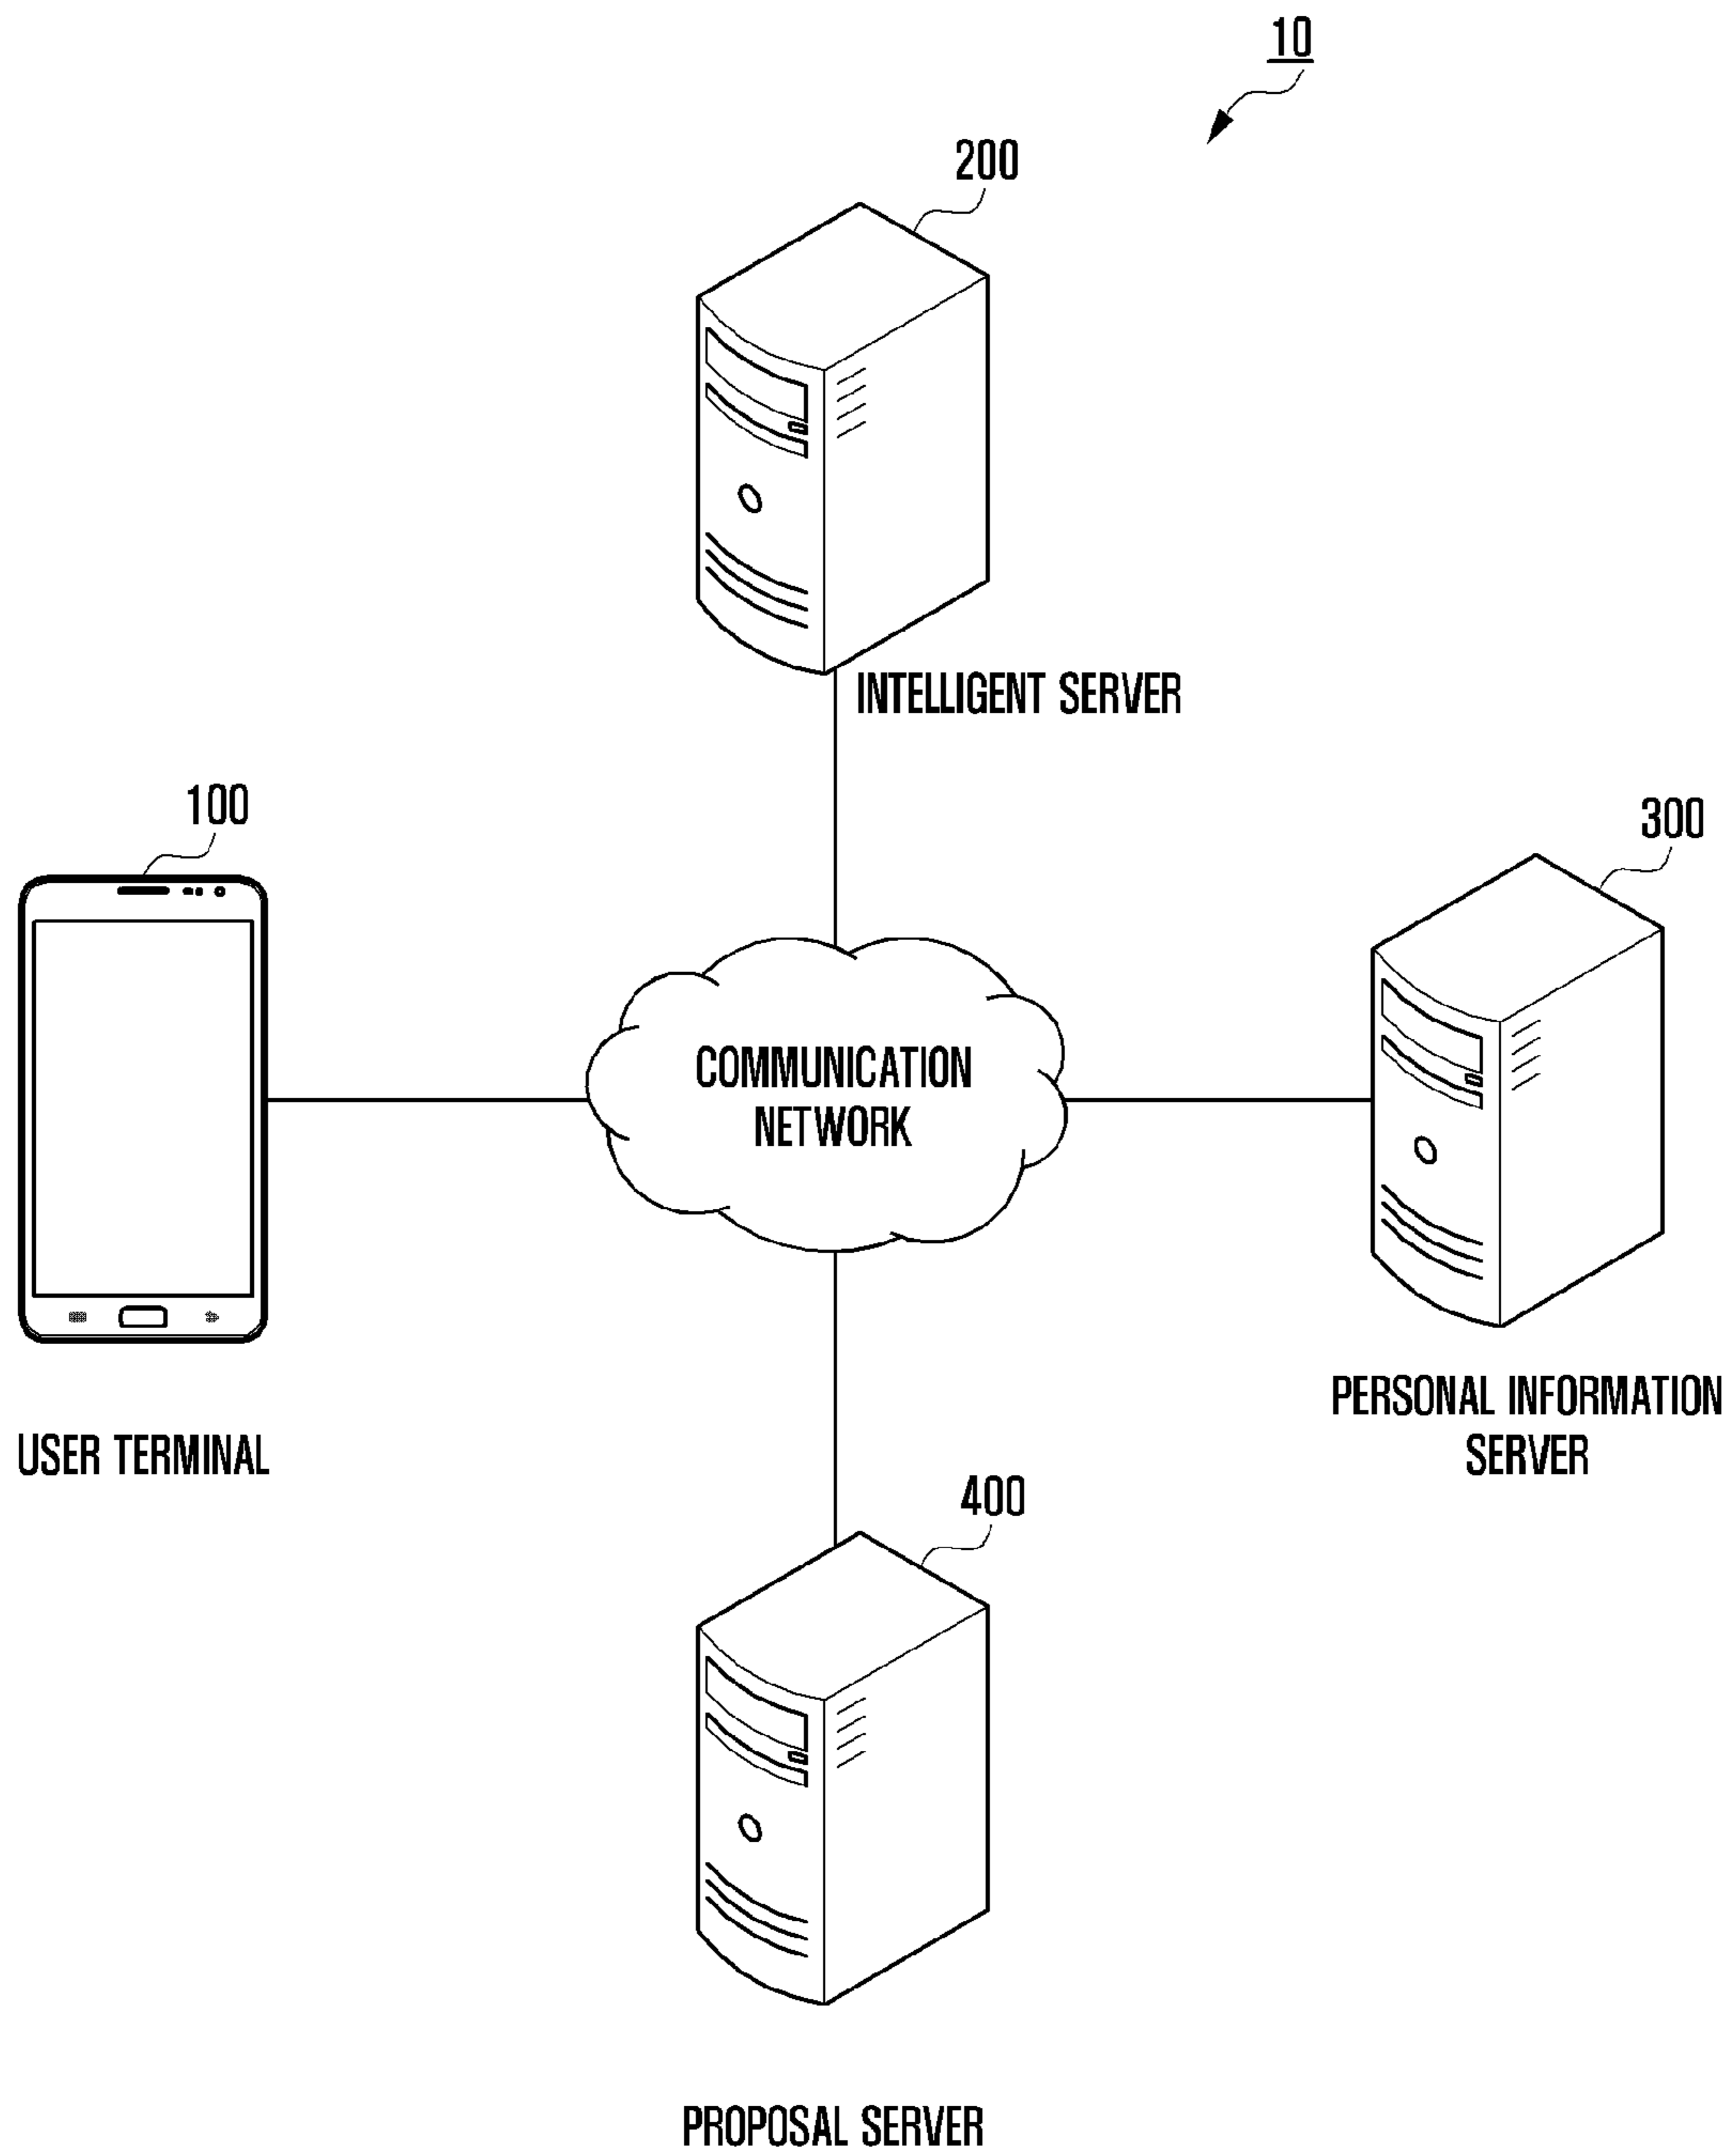 10
200
INTELLIGENT SERVER
100
300
COMMUNICATION
NETWORK
USER TERMINAL
PERSONAL INFORMATION
SERVER
400
PROPOSAL SERVER